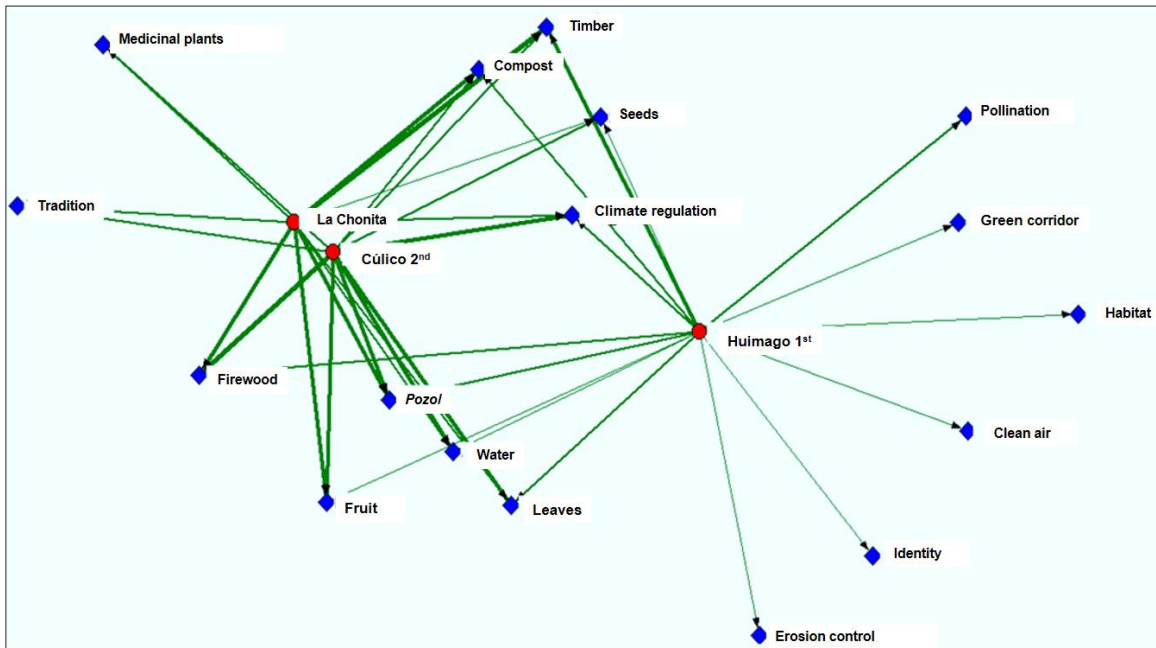 Timber
Medicinal plants
Compost
Seeds
Pollination
Tradition
La Chonita
Climate regulation
Green corridor
Cúlico 2nd
Habitat
Huimago 1st
Firewood
Pozol
Clean air
Water
Fruit
Leaves
Identity
Erosion control